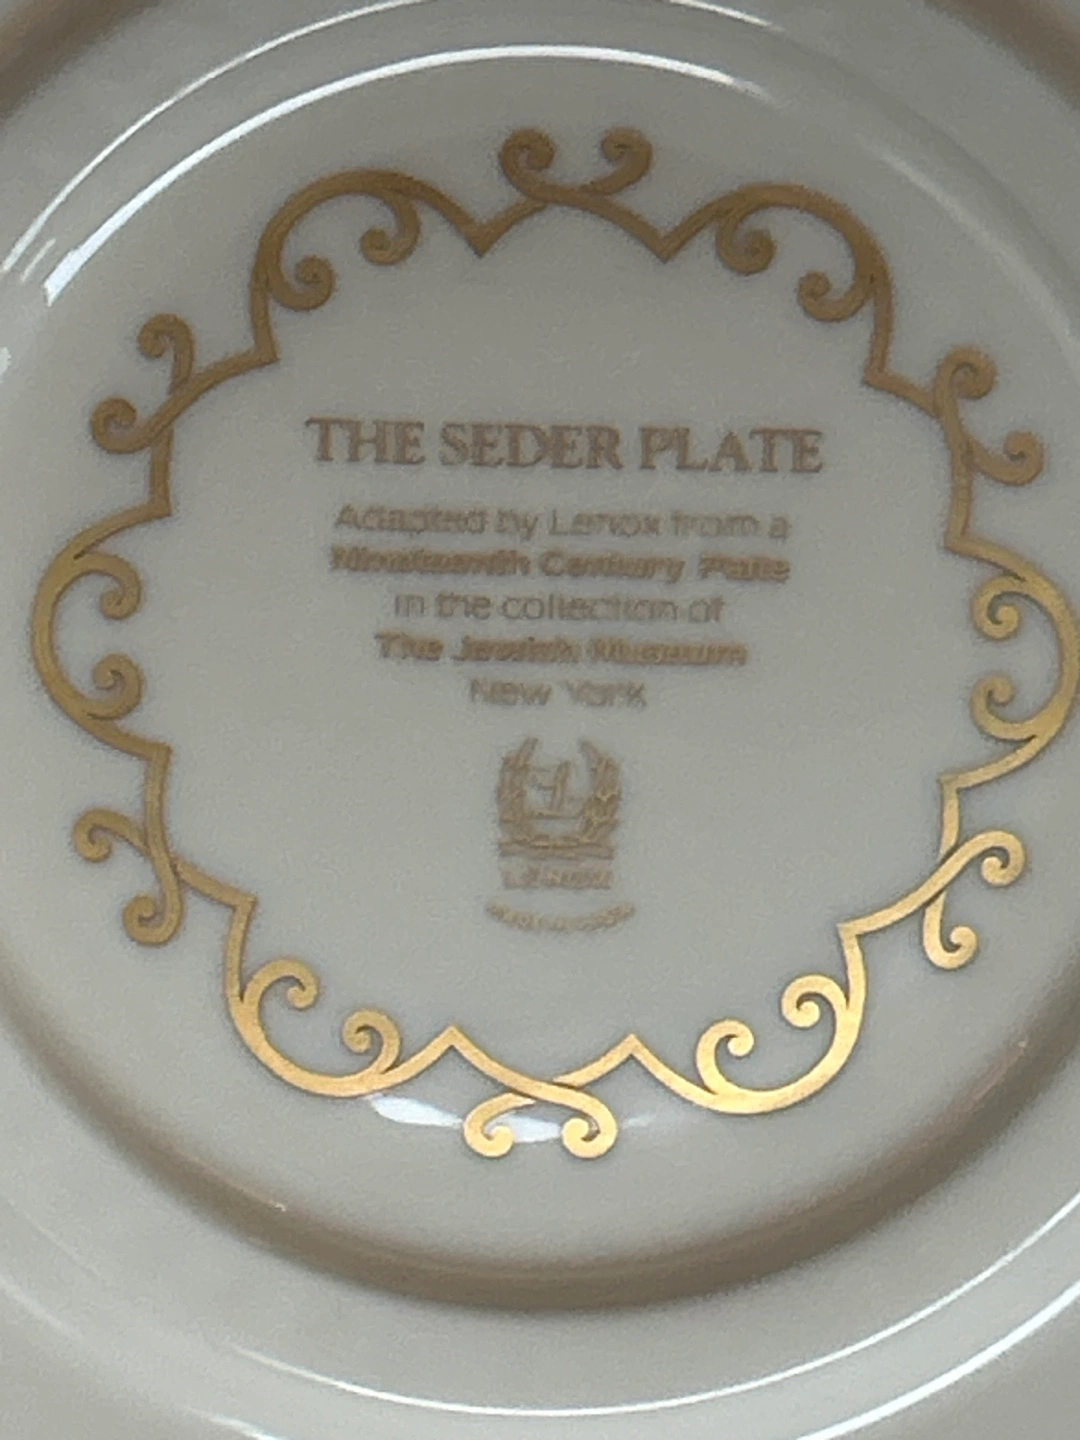 THE SEDER PLATE
Adapted by Lenox from a
Nineteenth Century Plate
in the collection of
The Jewish Museum
New York
LENOX